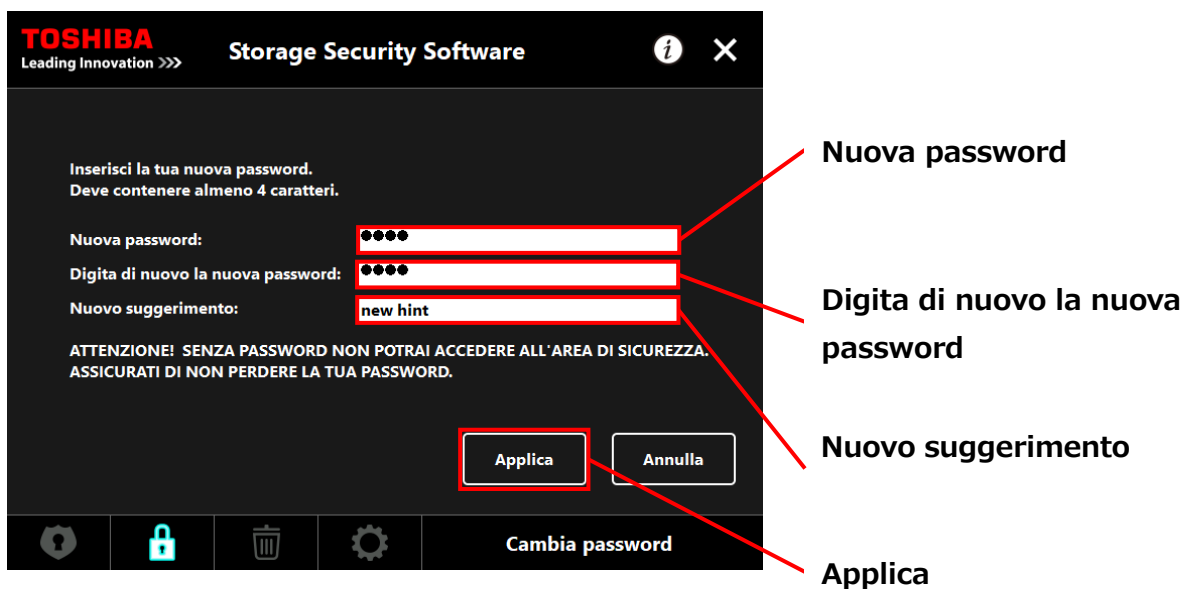 TOSHIBA
Leading Innovation >>>
Storage Security Software
i
Inserisci la tua nuova password.
Deve contenere almeno 4 caratteri.
Nuova password: ●●●●
Digita di nuovo la nuova password: ●●●●
Nuovo suggerimento: new hint
ATTENZIONE! SENZA PASSWORD NON POTRAI ACCEDERE ALL'AREA DI SICUREZZA.
ASSICURATI DI NON PERDERE LA TUA PASSWORD.
Applica Annulla
Cambia password
Nuova password
Digita di nuovo la nuova
password
Nuovo suggerimento
Applica